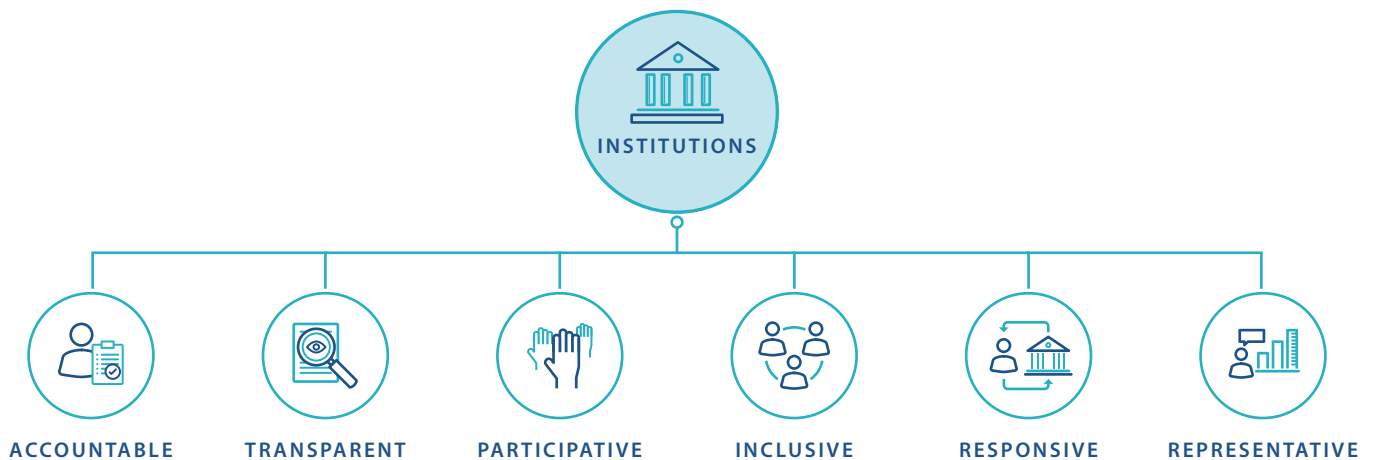 INSTITUTIONS
ACCOUNTABLE
TRANSPARENT
PARTICIPATIVE
INCLUSIVE
RESPONSIVE
REPRESENTATIVE